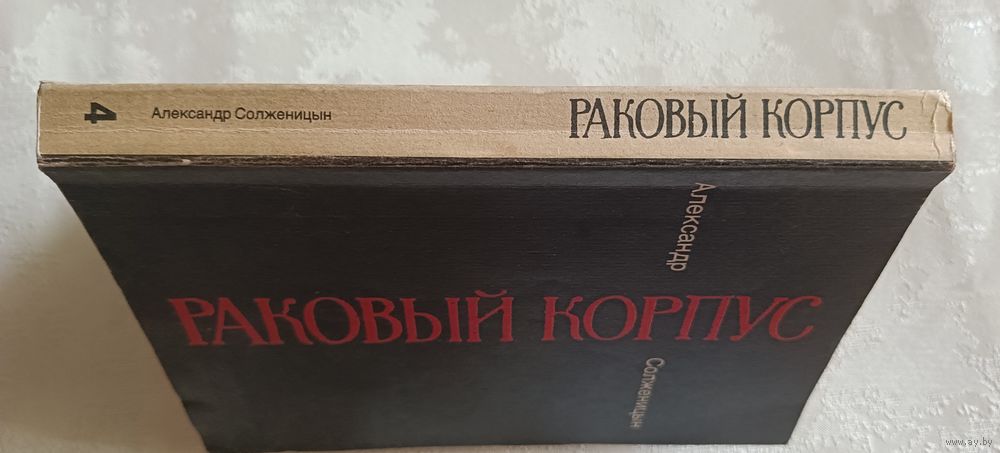 4
Александр Солженицын
РАКОВЫЙ КОРПУС
Александр
РАКОВЫЙ КОРПУС
Солженицын
www.ay.by